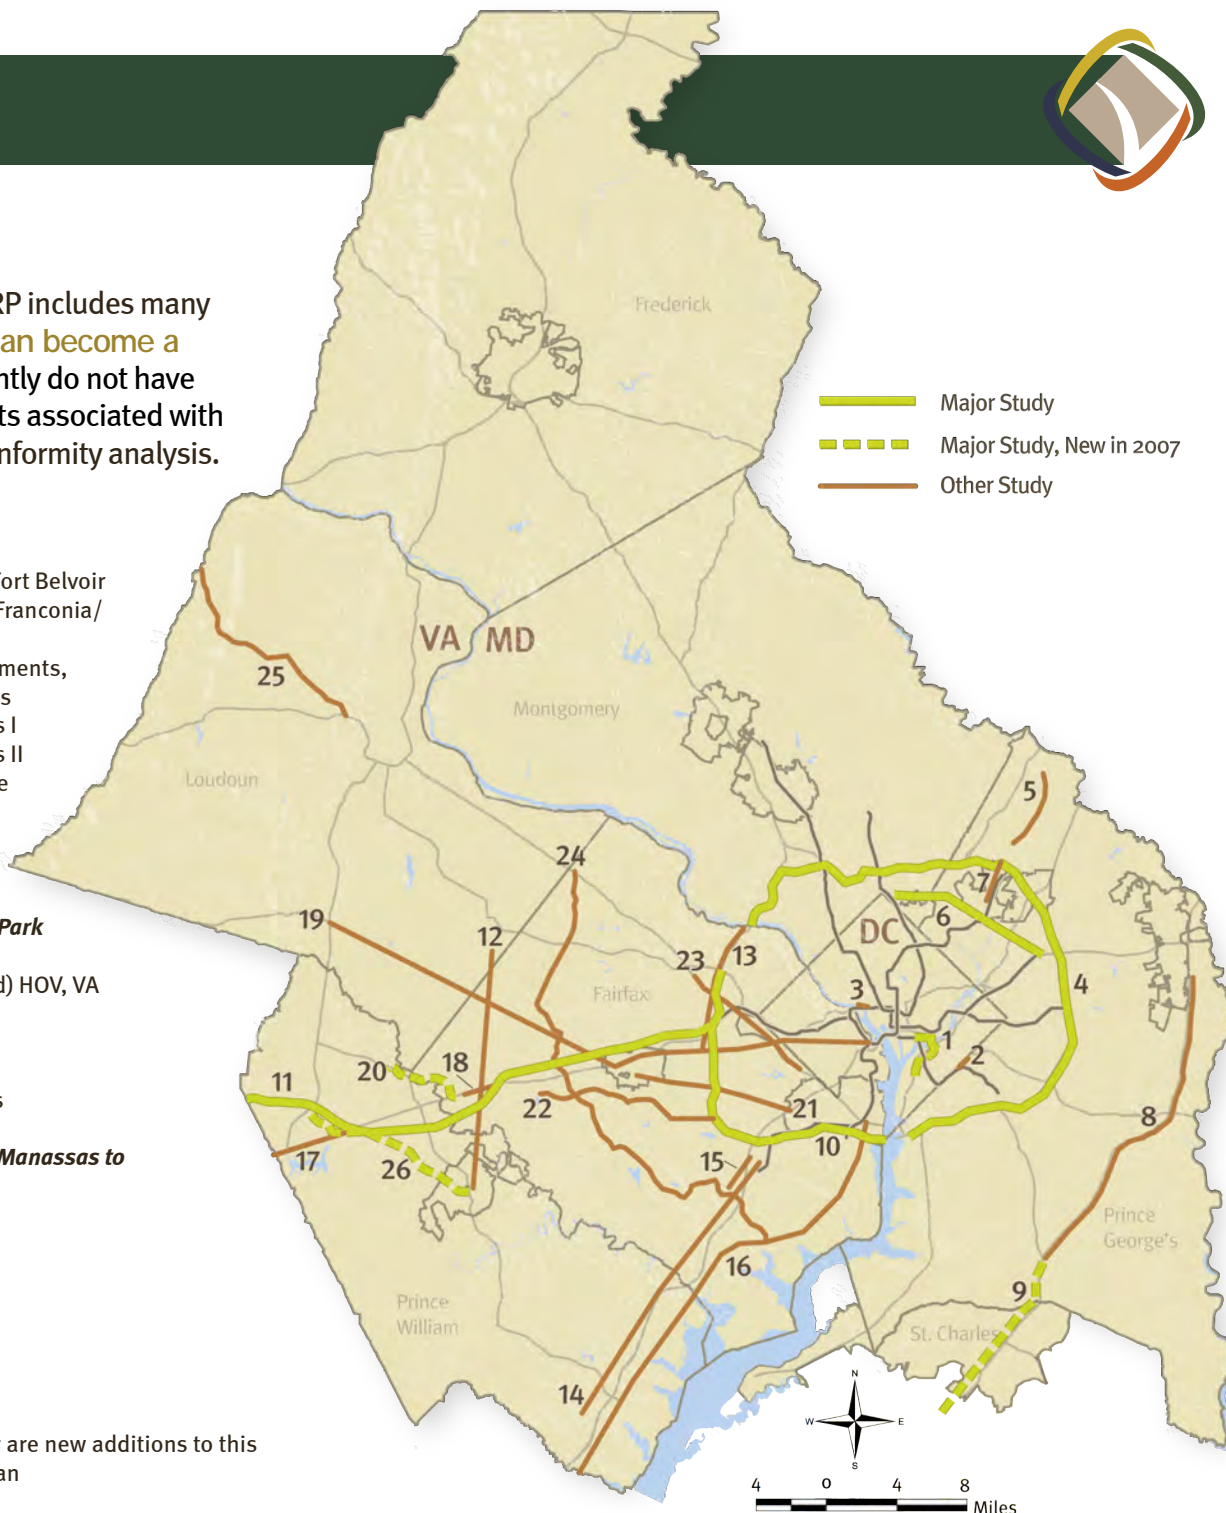 RP includes many
an become a
ntly do not have
ts associated with
nformity analysis.
Fort Belvoir
Franconia/
ments,
s
s I
s II
e
Park
d) HOV, VA
s
Manassas to
are new additions to this
an
Major Study
Major Study, New in 2007
Other Study
Frederick
VA MD
Montgomery
Loudoun
25
5
24
7
19
6
12
DC
13
23
4
Fairfax
3
1
2
18
20
11
22
21
8
10
17
15
26
Prince
George's
16
9
Prince
William
St. Charles
14
N
W E
S
4 0 4 8
Miles